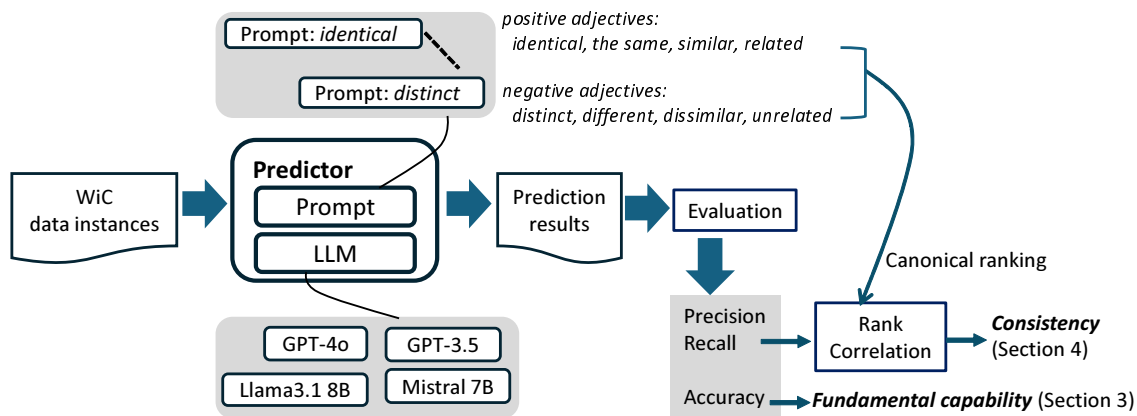 positive adjectives:
identical, the same, similar, related
Prompt: identical
Prompt: distinct
negative adjectives:
distinct, different, dissimilar, unrelated
WiC
data instances
Predictor
Prompt
LLM
Prediction
results
Evaluation
Canonical ranking
Precision
Recall
Accuracy
Rank
Correlation
Consistency
(Section 4)
Fundamental capability (Section 3)
GPT-4o
GPT-3.5
Llama3.1 8B
Mistral 7B